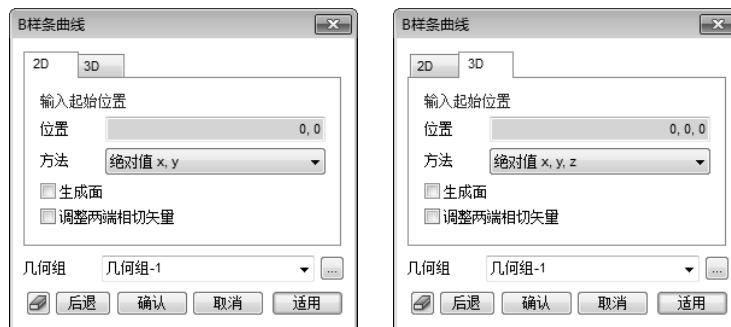 B样条曲线
2D 3D
输入起始位置
位置 0, 0
方法 绝对值 x, y
生成面
调整两端相切矢量
几何组 几何组-1 ...
后退 确认 取消 适用
B样条曲线
2D 3D
输入起始位置
位置 0, 0, 0
方法 绝对值 x, y, z
生成面
调整两端相切矢量
几何组 几何组-1 ...
后退 确认 取消 适用